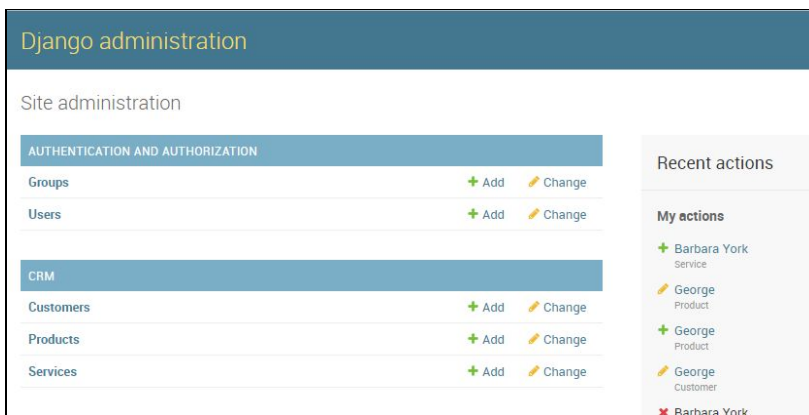 Django administration
Site administration
AUTHENTICATION AND AUTHORIZATION
Groups Add Change
Users Add Change
CRM
Customers Add Change
Products Add Change
Services Add Change
Recent actions
My actions
Barbara York
Service
George
Product
George
Product
George
Customer
Barbara York